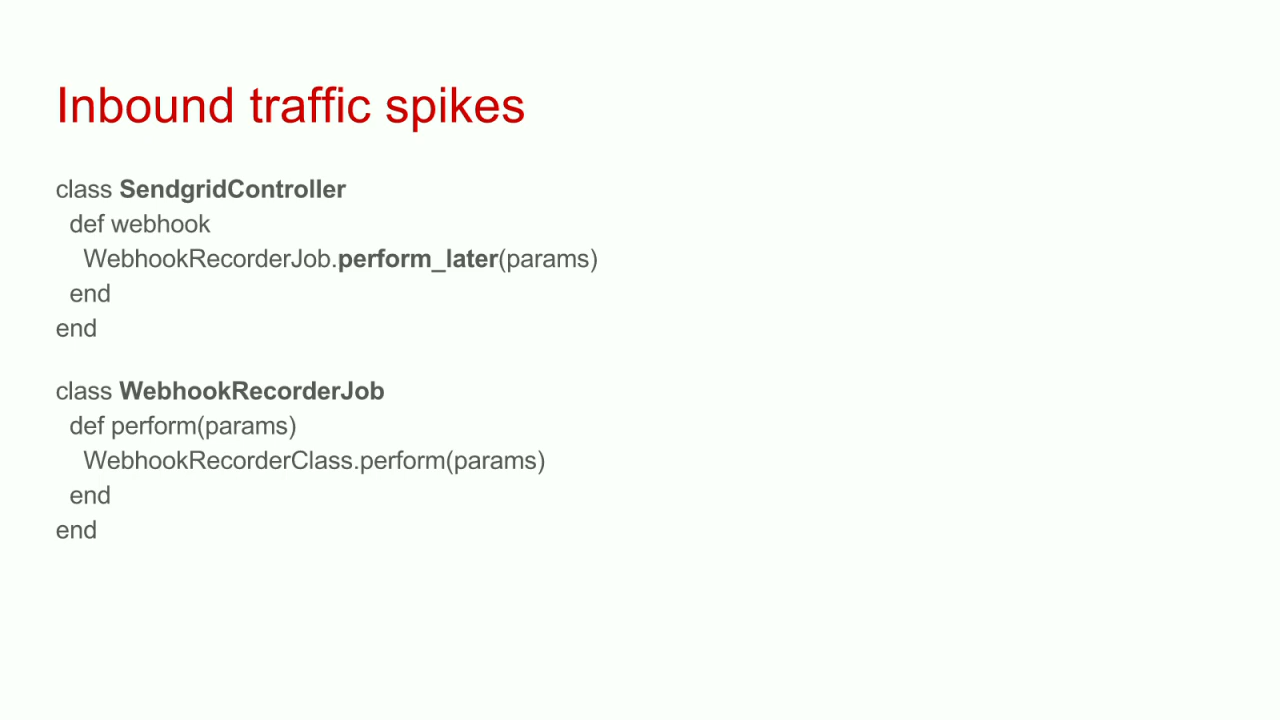 Inbound traffic spikes
class SendgridController
def webhook
WebhookRecorderJob.perform_later(params)
end
end
class WebhookRecorderJob
def perform(params)
WebhookRecorderClass.perform(params)
end
end